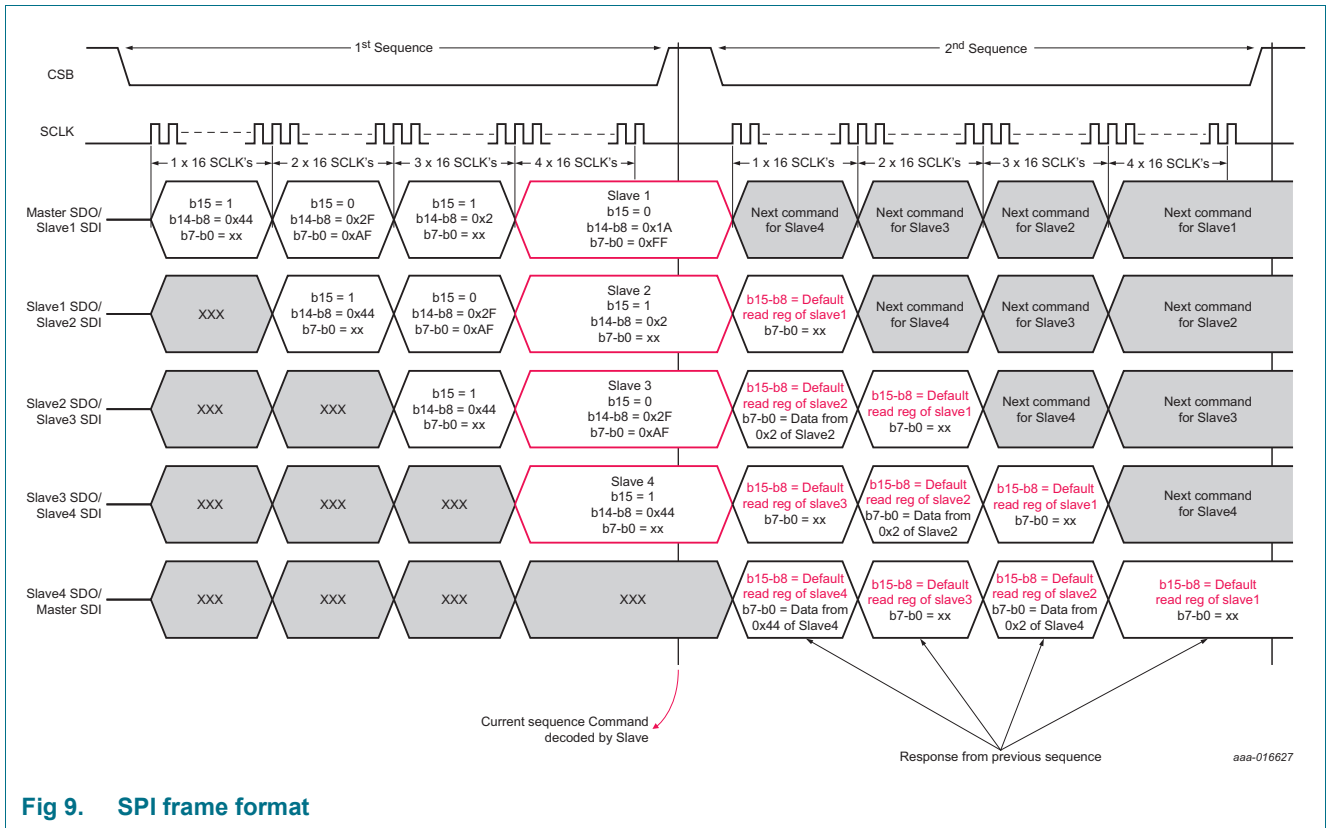 1st Sequence
2nd Sequence
CSB
SCLK
1 x 16 SCLK's
2 x 16 SCLK's
3 x 16 SCLK's
4 x 16 SCLK's
1 x 16 SCLK's
2 x 16 SCLK's
3 x 16 SCLK's
4 x 16 SCLK's
Master SDO/
Slave1 SDI
b15 = 1
b14-b8 = 0x44
b7-b0 = xx
b15 = 0
b14-b8 = 0x2F
b7-b0 = 0xAF
b15 = 1
b14-b8 = 0x2
b7-b0 = xx
Slave 1
b15 = 0
b14-b8 = 0x1A
b7-b0 = 0xFF
Next command
for Slave4
Next command
for Slave3
Next command
for Slave2
Next command
for Slave1
Slave1 SDO/
Slave2 SDI
XXX
b15 = 1
b14-b8 = 0x44
b7-b0 = xx
b15 = 0
b14-b8 = 0x2F
b7-b0 = 0xAF
Slave 2
b15 = 1
b14-b8 = 0x2
b7-b0 = xx
b15-b8 = Default
read reg of slave1
b7-b0 = xx
Next command
for Slave4
Next command
for Slave3
Next command
for Slave2
Slave2 SDO/
Slave3 SDI
XXX
XXX
b15 = 1
b14-b8 = 0x44
b7-b0 = xx
Slave 3
b15 = 0
b14-b8 = 0x2F
b7-b0 = 0xAF
b15-b8 = Default
read reg of slave2
b7-b0 = Data from
0x2 of Slave2
b15-b8 = Default
read reg of slave1
b7-b0 = xx
Next command
for Slave4
Next command
for Slave3
Slave3 SDO/
Slave4 SDI
XXX
XXX
XXX
Slave 4
b15 = 1
b14-b8 = 0x44
b7-b0 = xx
b15-b8 = Default
read reg of slave3
b7-b0 = xx
b15-b8 = Default
read reg of slave2
b7-b0 = Data from
0x2 of Slave2
b15-b8 = Default
read reg of slave1
b7-b0 = xx
Next command
for Slave4
Slave4 SDO/
Master SDI
XXX
XXX
XXX
XXX
b15-b8 = Default
read reg of slave4
b7-b0 = Data from
0x44 of Slave4
b15-b8 = Default
read reg of slave3
b7-b0 = xx
b15-b8 = Default
read reg of slave2
b7-b0 = Data from
0x2 of Slave4
b15-b8 = Default
read reg of slave1
b7-b0 = xx
Current sequence Command
decoded by Slave
Response from previous sequence
aaa-016627
Fig 9. SPI frame format